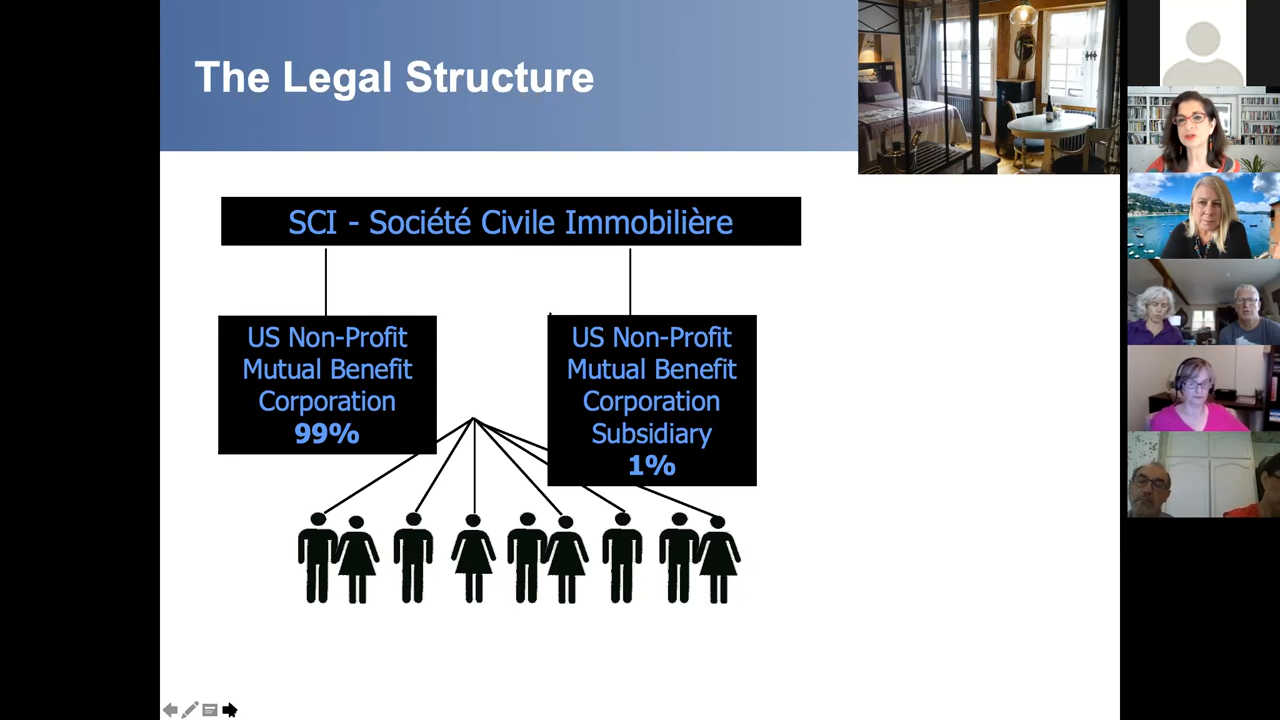 The Legal Structure
SCI - Société Civile Immobilière
US Non-Profit
Mutual Benefit
Corporation
99%
US Non-Profit
Mutual Benefit
Corporation
Subsidiary
1%